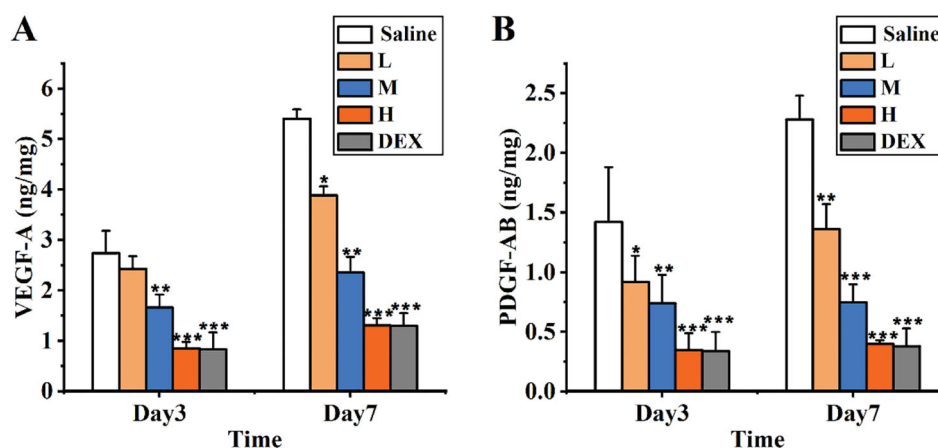 A
Saline
L
M
H
DEX
VEGF-A (ng/mg)
6
5
4
3
2
1
0
*
**
**
*** ***
*** ***
Day3 Day7
Time
B
Saline
L
M
H
DEX
PDGF-AB (ng/mg)
2.5
2.0
1.5
1.0
0.5
0.0
**
* **
***
*** ***
*** ***
Day3 Day7
Time